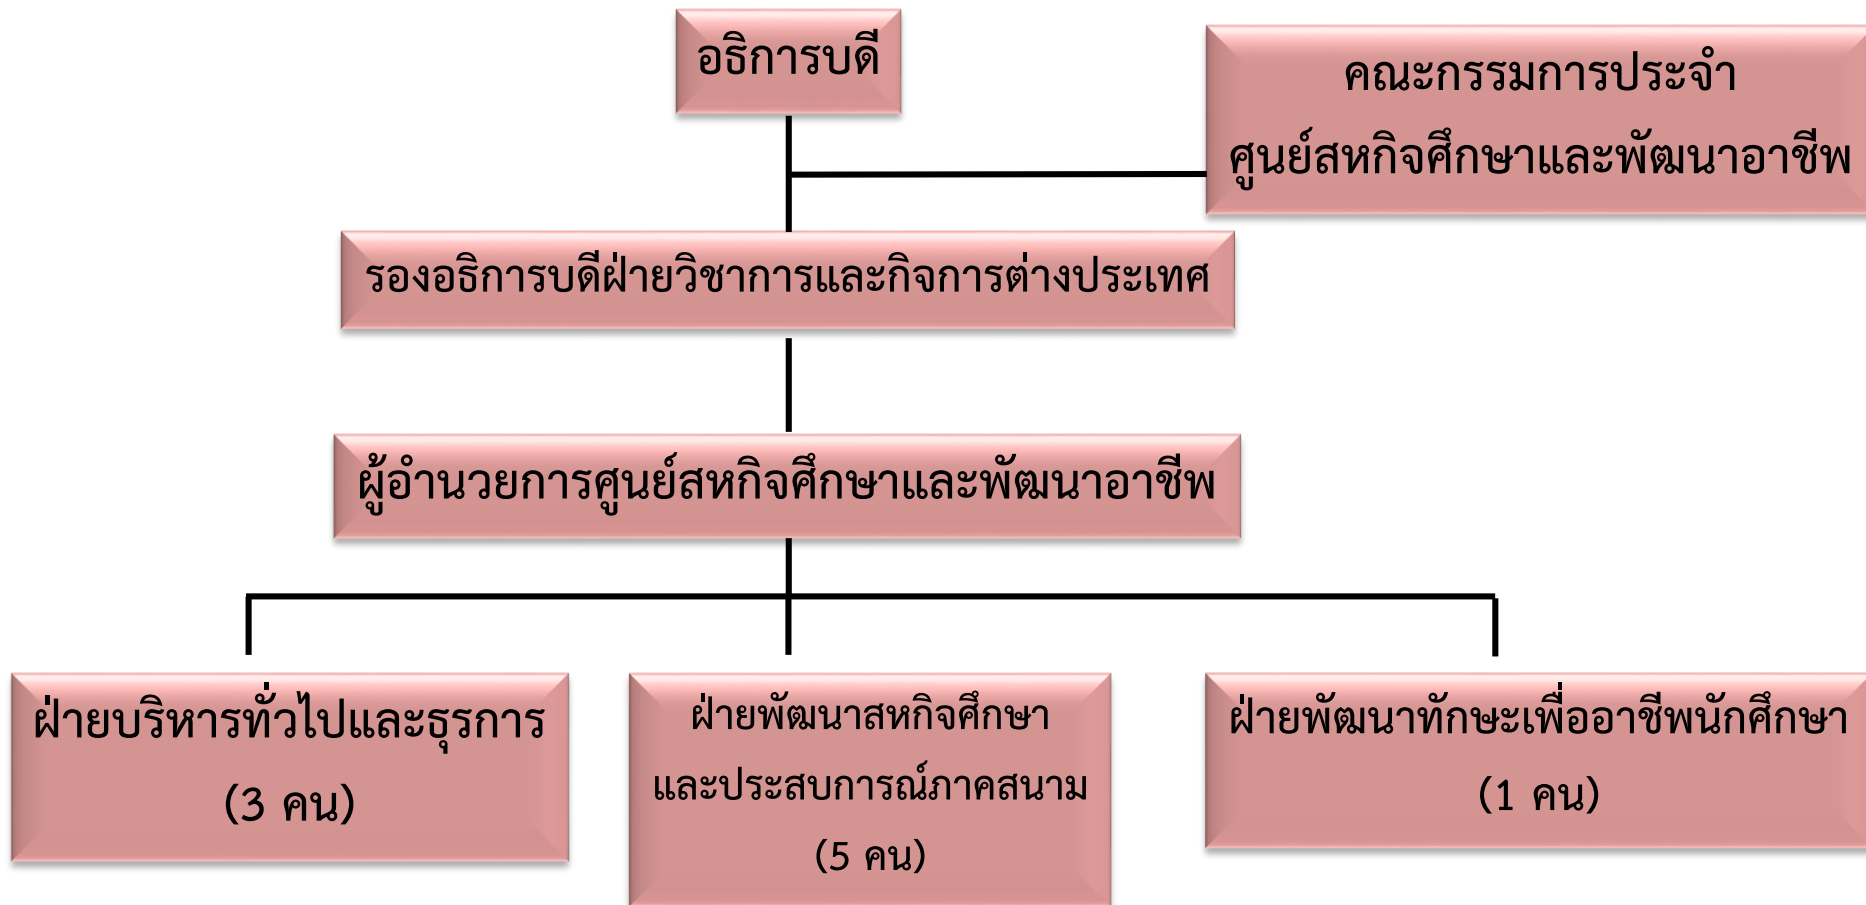 อธิการบดี
คณะกรรมการประจำ
ศูนย์สหกิจศึกษาและพัฒนาอาชีพ
รองอธิการบดีฝ่ายวิชาการและกิจการต่างประเทศ
ผู้อำนวยการศูนย์สหกิจศึกษาและพัฒนาอาชีพ
ฝ่ายบริหารทั่วไปและธุรการ
(3 คน)
ฝ่ายพัฒนาสหกิจศึกษา
และประสบการณ์ภาคสนาม
(5 คน)
ฝ่ายพัฒนาทักษะเพื่ออาชีพนักศึกษา
(1 คน)